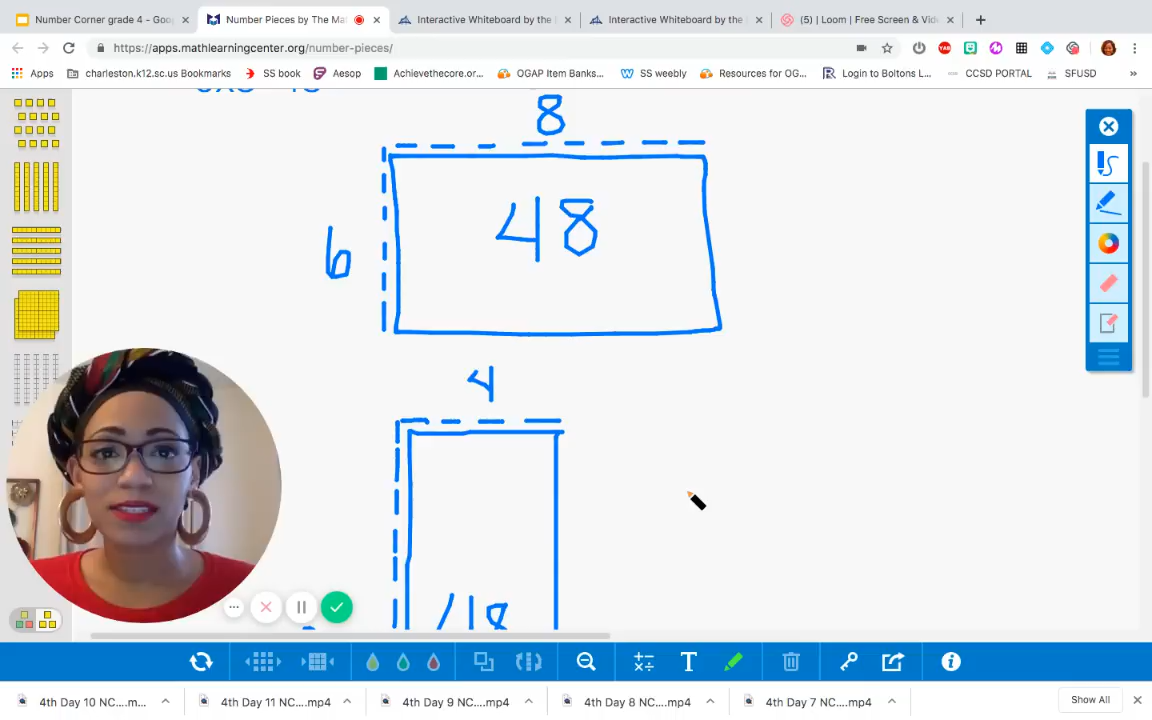 Number Corner grade 4 - Goo
Number Pieces by The Mat
Interactive Whiteboard by the
Interactive Whiteboard by the
(5) | Loom | Free Screen & Vide
https://apps.mathlearningcenter.org/number-pieces/
Apps
charleston.k12.sc.us Bookmarks
SS book
Aesop
Achievethecore.or...
OGAP Item Banks...
SS weekly
Resources for OG...
Login to Boltons L...
CCSD PORTAL
SFUSD
8
48
6
4
48
4th Day 10 NC....m...
4th Day 11 NC....mp4
4th Day 9 NC....mp4
4th Day 8 NC....mp4
4th Day 7 NC....mp4
Show All